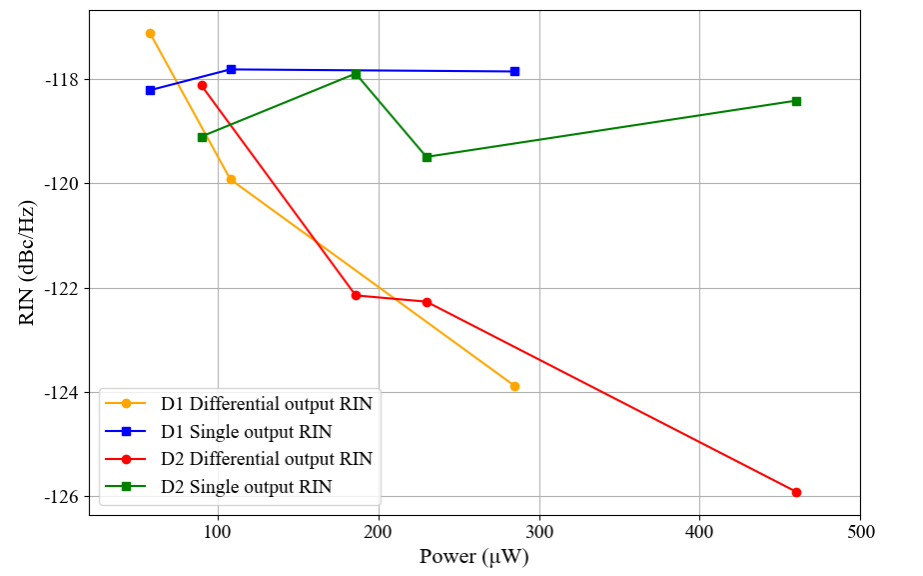 -118
-120
-122
-124
-126
RIN (dBc/Hz)
D1 Differential output RIN
D1 Single output RIN
D2 Differential output RIN
D2 Single output RIN
100
200
300
400
500
Power (μW)